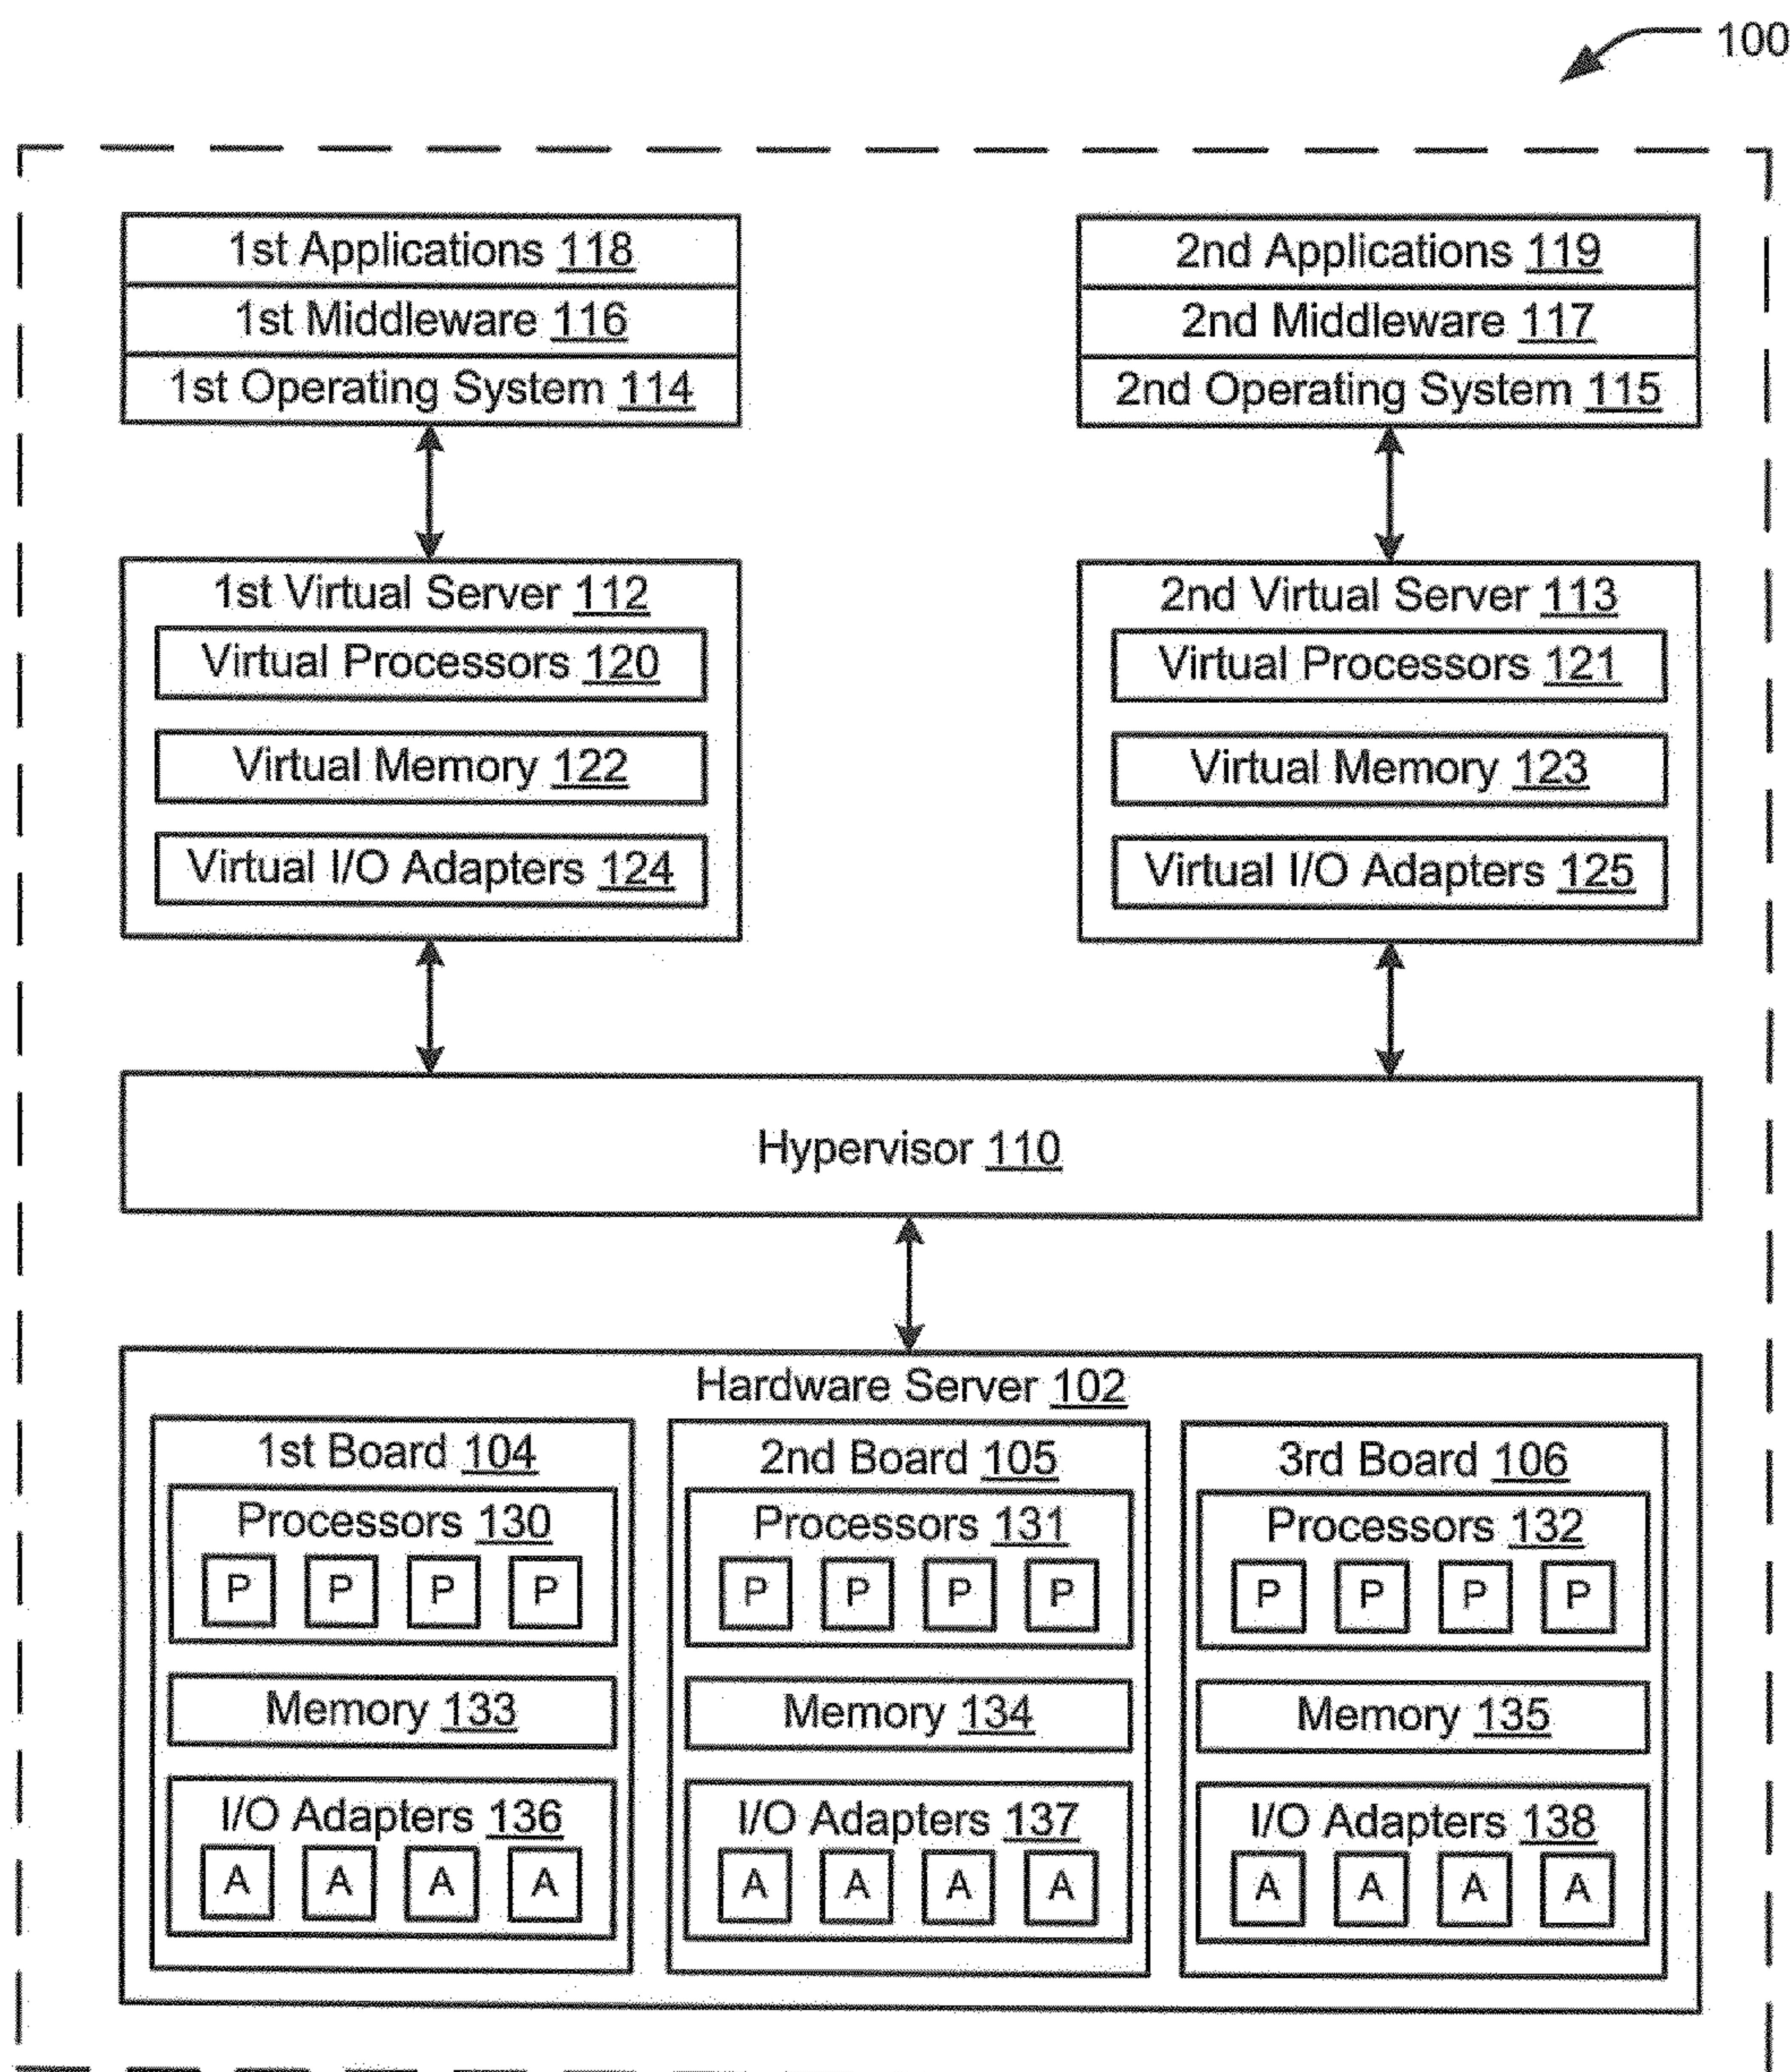 100
1st Applications 118
1st Middleware 116
1st Operating System 114
2nd Applications 119
2nd Middleware 117
2nd Operating System 115
1st Virtual Server 112
Virtual Processors 120
Virtual Memory 122
Virtual I/O Adapters 124
2nd Virtual Server 113
Virtual Processors 121
Virtual Memory 123
Virtual I/O Adapters 125
Hypervisor 110
Hardware Server 102
1st Board 104
Processors 130
P P P P
Memory 133
I/O Adapters 136
A A A A
2nd Board 105
Processors 131
P P P P
Memory 134
I/O Adapters 137
A A A A
3rd Board 106
Processors 132
P P P P
Memory 135
I/O Adapters 138
A A A A